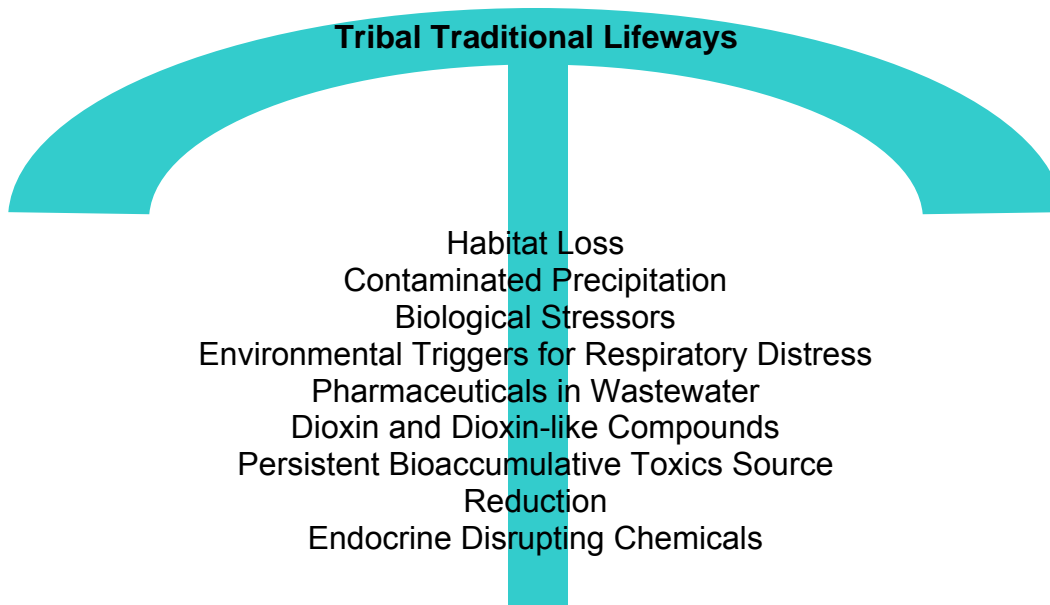 Tribal Traditional Lifeways
Habitat Loss
Contaminated Precipitation
Biological Stressors
Environmental Triggers for Respiratory Distress
Pharmaceuticals in Wastewater
Dioxin and Dioxin-like Compounds
Persistent Bioaccumulative Toxics Source
Reduction
Endocrine Disrupting Chemicals